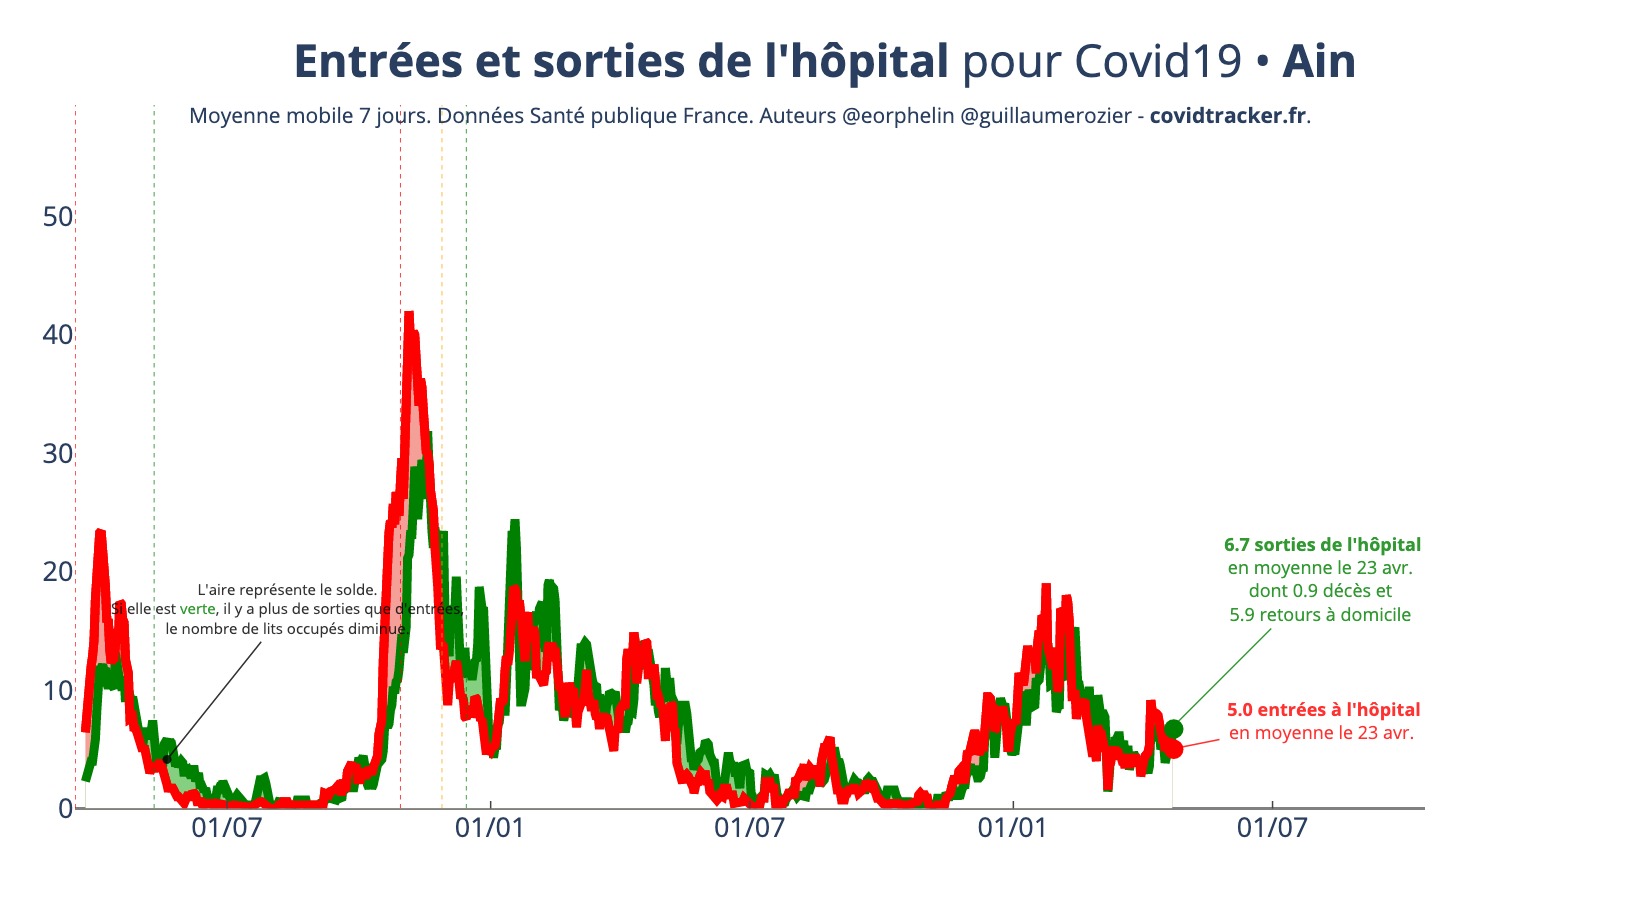 Entrées et sorties de l'hôpital pour Covid19 • Ain
Moyenne mobile 7 jours. Données Santé publique France. Auteurs @eorphelin @guillaumerozier - covidtracker.fr.
50
40
30
20
10
0
L'aire représente le solde.
Si elle est verte, il y a plus de sorties que d'entrées,
le nombre de lits occupés diminue.
6.7 sorties de l'hôpital
en moyenne le 23 avr.
dont 0.9 décès et
5.9 retours à domicile
5.0 entrées à l'hôpital
en moyenne le 23 avr.
01/07
01/01
01/07
01/01
01/07